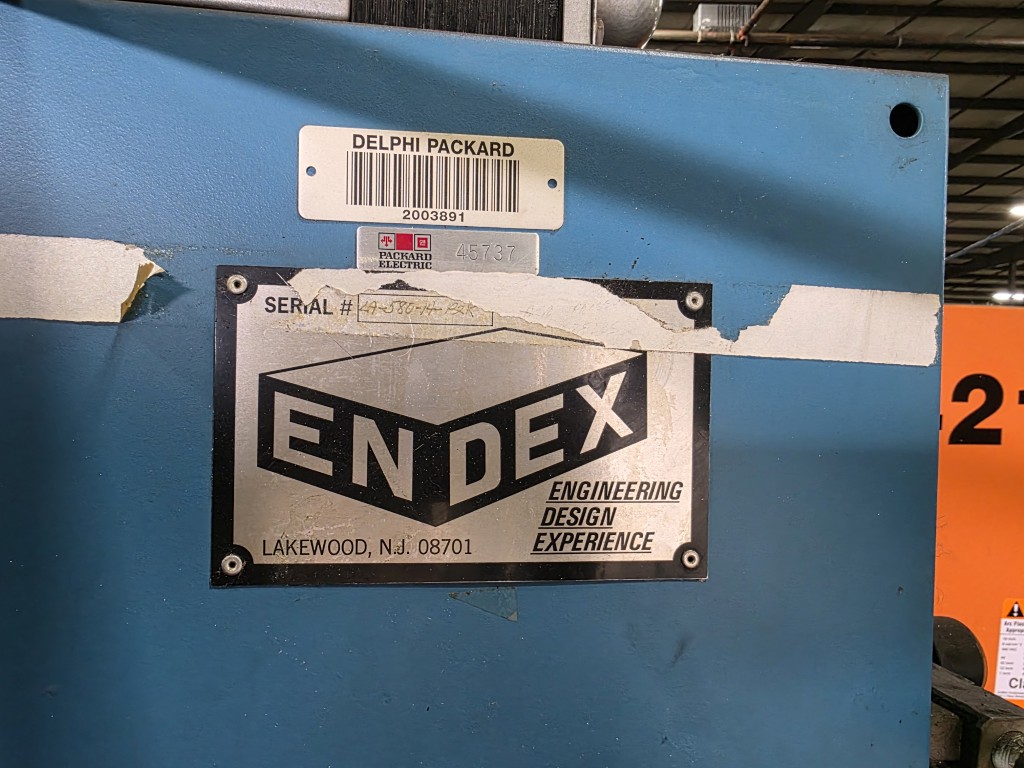 DELPHI PACKARD
2003891
PACKARD
ELECTRIC
45737
SERIAL #
ENDEX
ENGINEERING
DESIGN
EXPERIENCE
LAKEWOOD, N.J. 08701